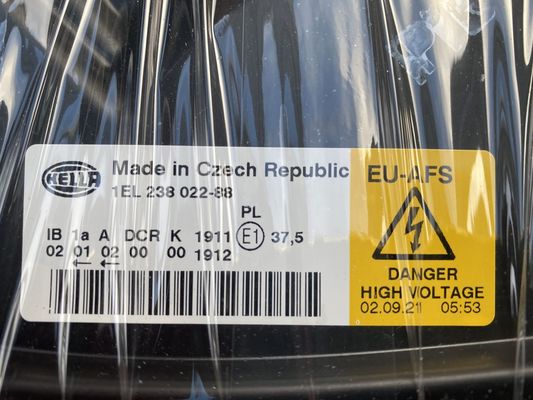 HELLA
Made in Czech Republic
1EL 238 022-88
PL
IB 1a A DCR K 1911 E1 37,5
02 01 02 00 00 1912
EU-AFS
DANGER
HIGH VOLTAGE
02.09.21 05:53